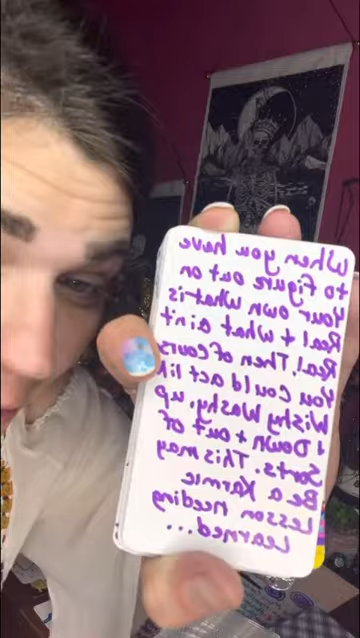 When you have
to figure out on
Your own what is
Real + what ain't
Real. Then of cours
You could act lik
Wishy Washy, up
& Down + out of
Sorts. This may
Be a Karmic
Lesson needing
Learned...